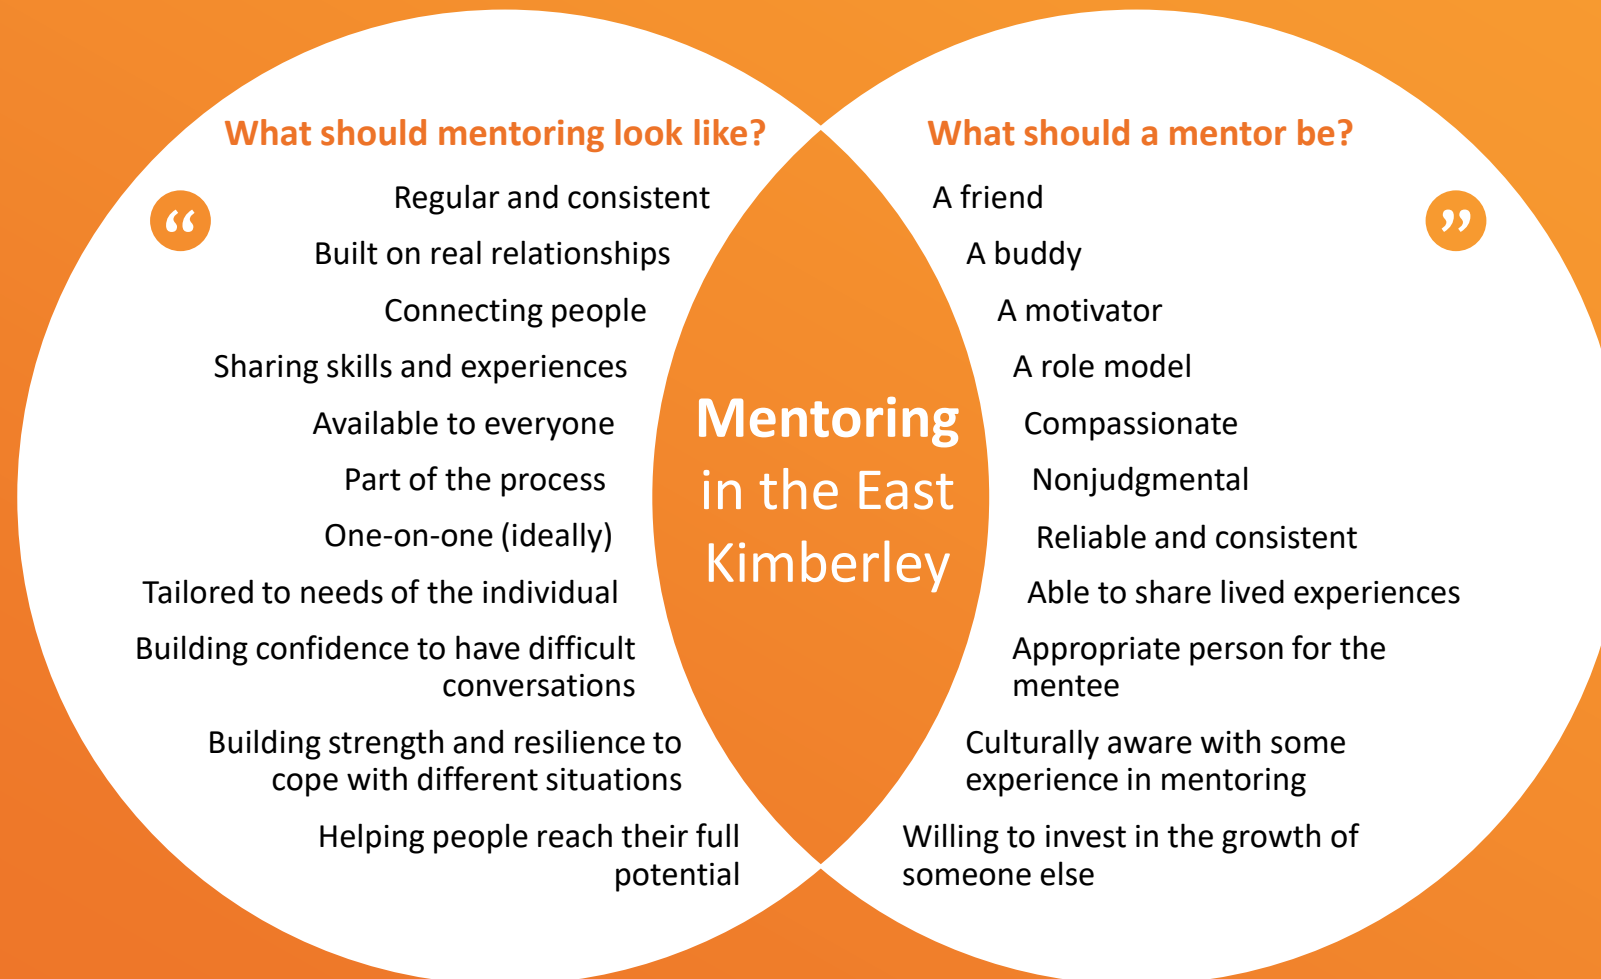 What should mentoring look like?
“
Regular and consistent
Built on real relationships
Connecting people
Sharing skills and experiences
Available to everyone
Part of the process
One-on-one (ideally)
Tailored to needs of the individual
Building confidence to have difficult
conversations
Building strength and resilience to
cope with different situations
Helping people reach their full
potential
Mentoring
in the East
Kimberley
What should a mentor be?
”
A friend
A buddy
A motivator
A role model
Compassionate
Nonjudgmental
Reliable and consistent
Able to share lived experiences
Appropriate person for the
mentee
Culturally aware with some
experience in mentoring
Willing to invest in the growth of
someone else